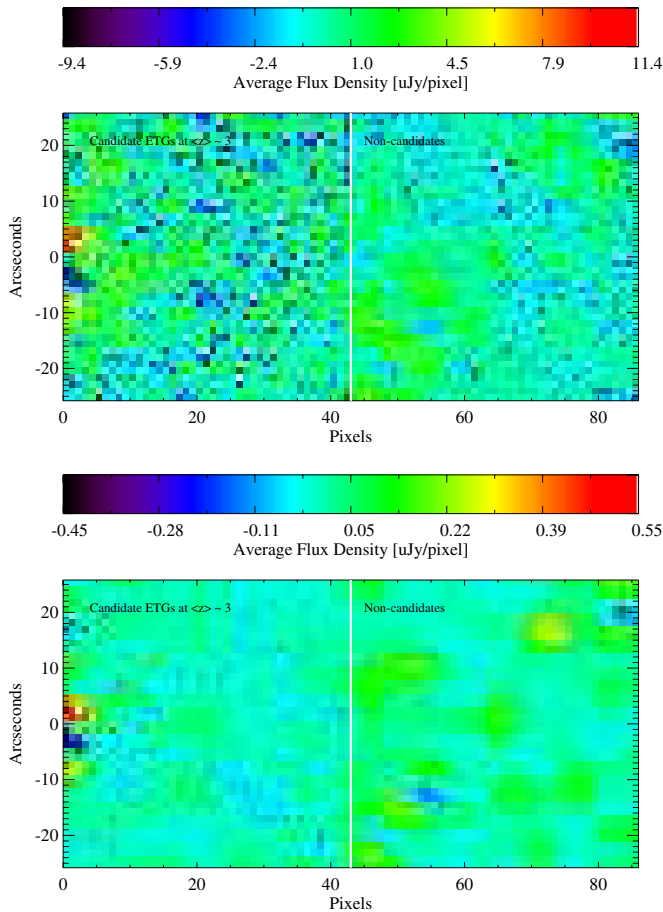 -9.4 -5.9 -2.4 1.0 4.5 7.9 11.4
Average Flux Density [uJy/pixel]
Candidate ETGs at <z> ~ 3 Non-candidates
20
10
0
-10
-20
Arcseconds
0 20 40 60 80
Pixels
-0.45 -0.28 -0.11 0.05 0.22 0.39 0.55
Average Flux Density [uJy/pixel]
Candidate ETGs at <z> ~ 3 Non-candidates
20
10
0
-10
-20
Arcseconds
0 20 40 60 80
Pixels